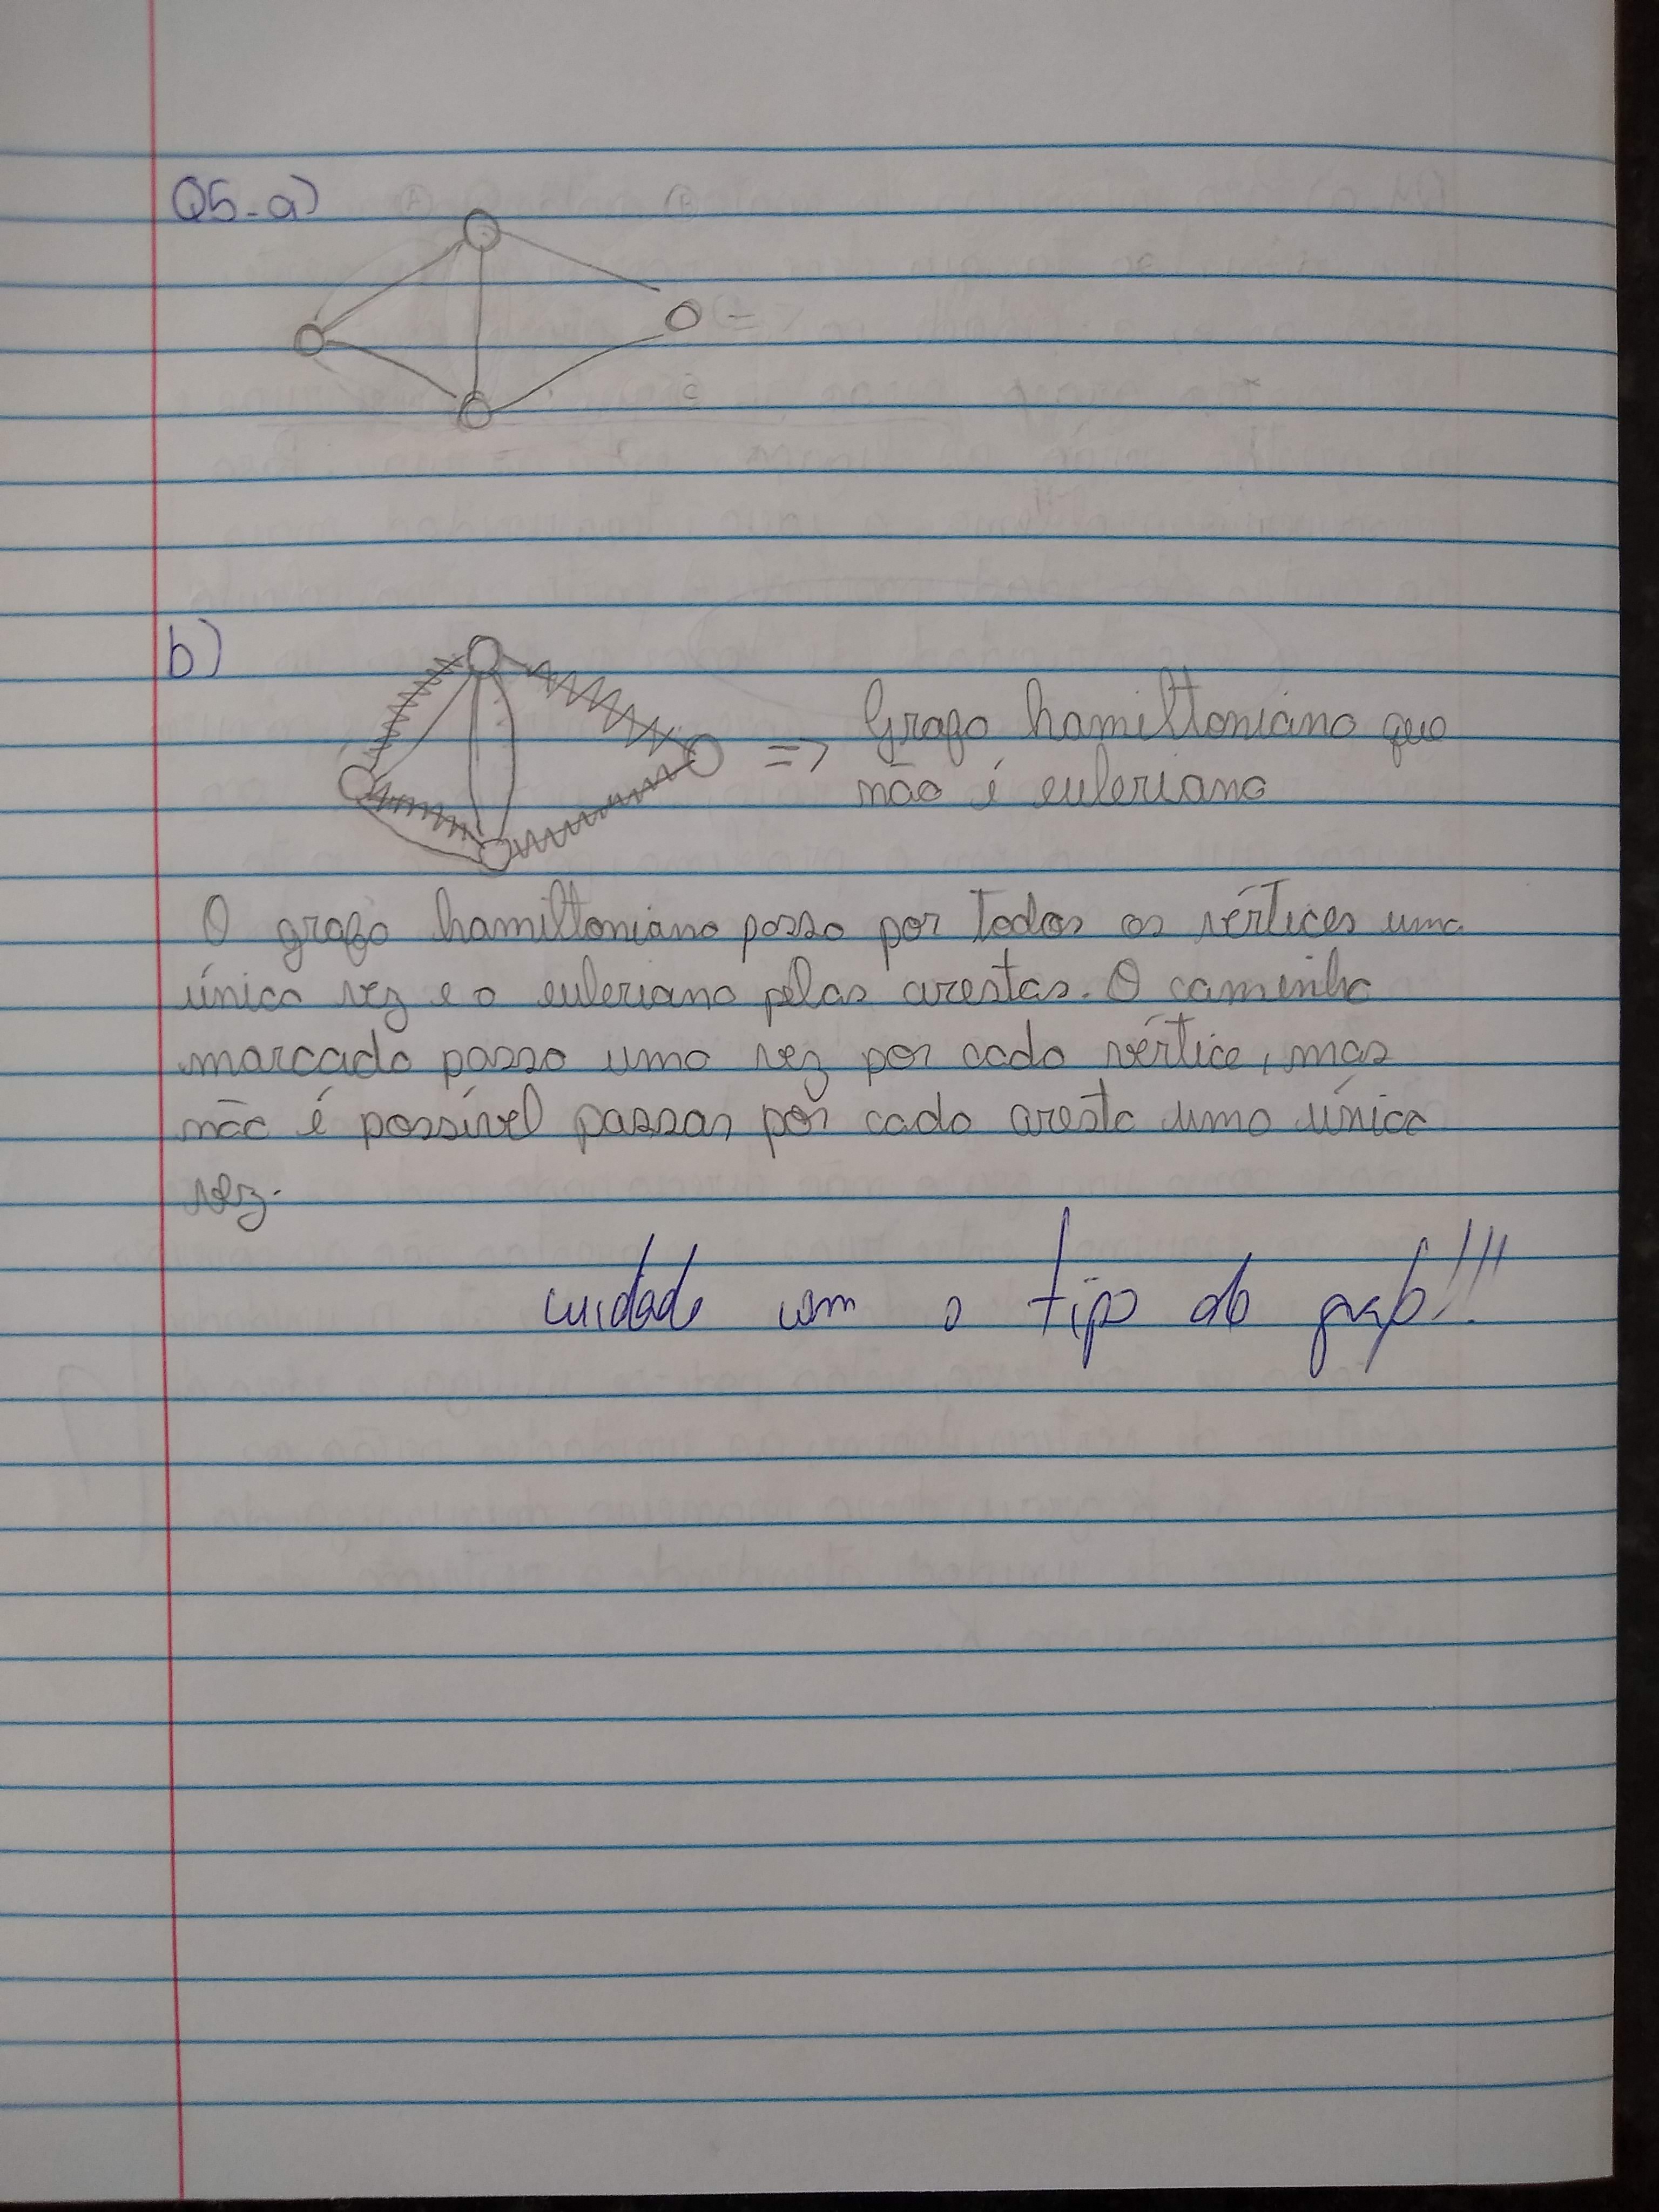 Q5-a)
b)
=> Grafo hamiltoniano que
não é euleriano
O grafo hamiltoniano passa por todos os vértices uma
única vez e o euleriano pelas arestas. O caminho
marcado passa uma vez por cada vértice, mas
não é possível passar por cada aresta uma única
vez.
cuidado com o tipo do grafo!!!